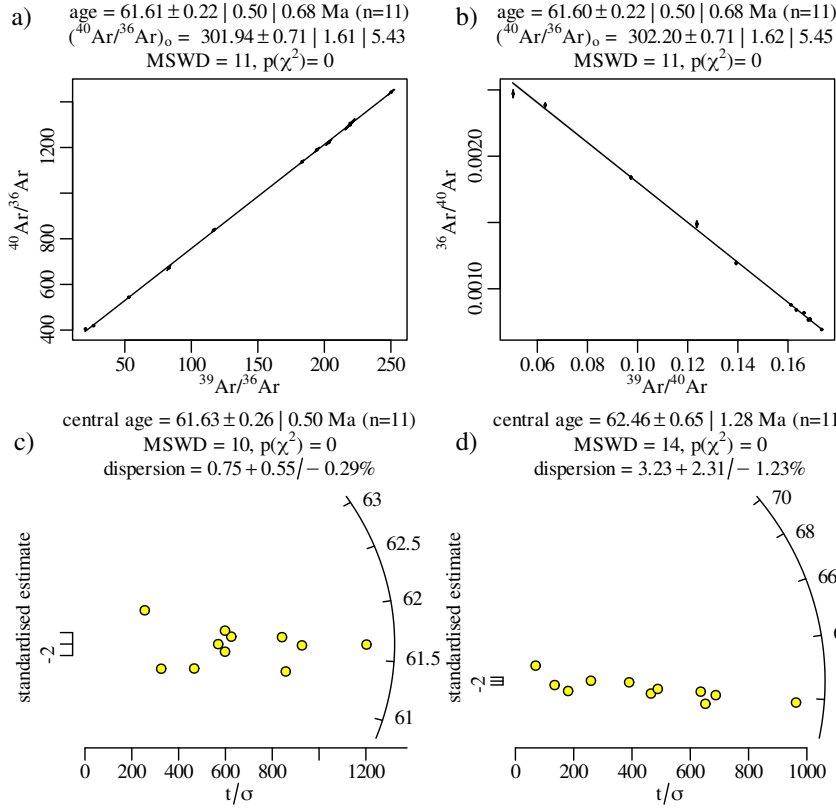 a)
age = 61.61 ± 0.22 | 0.50 | 0.68 Ma (n=11)
(⁴⁰Ar/³⁶Ar)ₒ = 301.94 ± 0.71 | 1.61 | 5.43
MSWD = 11, p(χ²)= 0
⁴⁰Ar/³⁶Ar
1200
800
600
400
50 100 150 200 250
³⁹Ar/³⁶Ar
b)
age = 61.60 ± 0.22 | 0.50 | 0.68 Ma (n=11)
(⁴⁰Ar/³⁶Ar)ₒ = 302.20 ± 0.71 | 1.62 | 5.45
MSWD = 11, p(χ²)= 0
³⁶Ar/⁴⁰Ar
0.0020
0.0010
0.06 0.08 0.10 0.12 0.14 0.16
³⁹Ar/⁴⁰Ar
c)
central age = 61.63 ± 0.26 | 0.50 Ma (n=11)
MSWD = 10, p(χ²) = 0
dispersion = 0.75 + 0.55/− 0.29%
standardised estimate
-2
63
62.5
62
61.5
61
0 200 400 600 800 1200
t/σ
d)
central age = 62.46 ± 0.65 | 1.28 Ma (n=11
MSWD = 14, p(χ²) = 0
dispersion = 3.23 + 2.31/− 1.23%
standardised estimate
-2
70
68
66
0 200 400 600 800 1000
t/σ